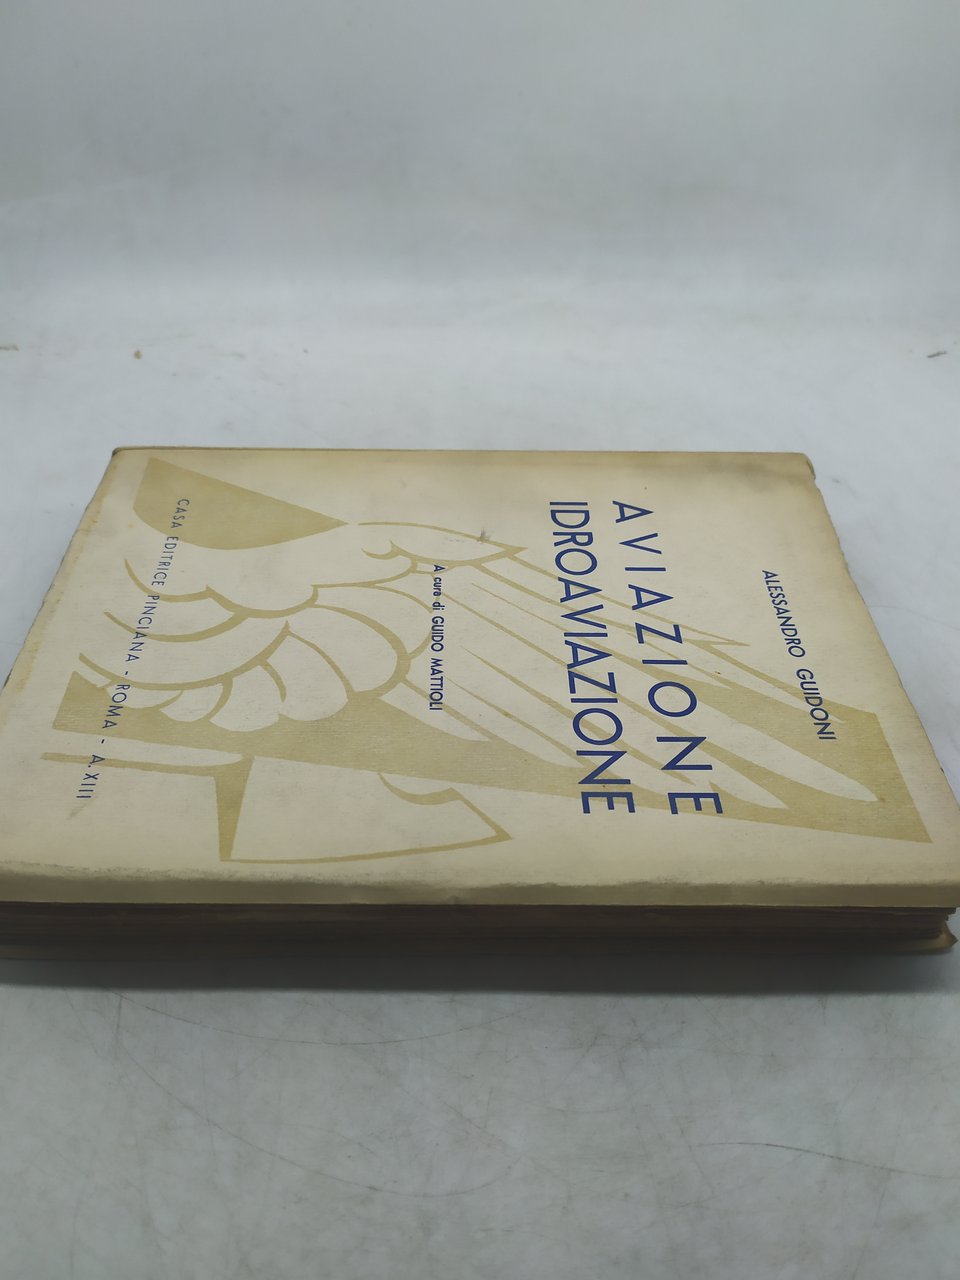 ALESSANDRO GUIDONI
AVIAZIONE
IDROAVIAZIONE
A cura di GUIDO MATTIOLI
CASA EDITRICE PINCIANA - ROMA - A. XIII